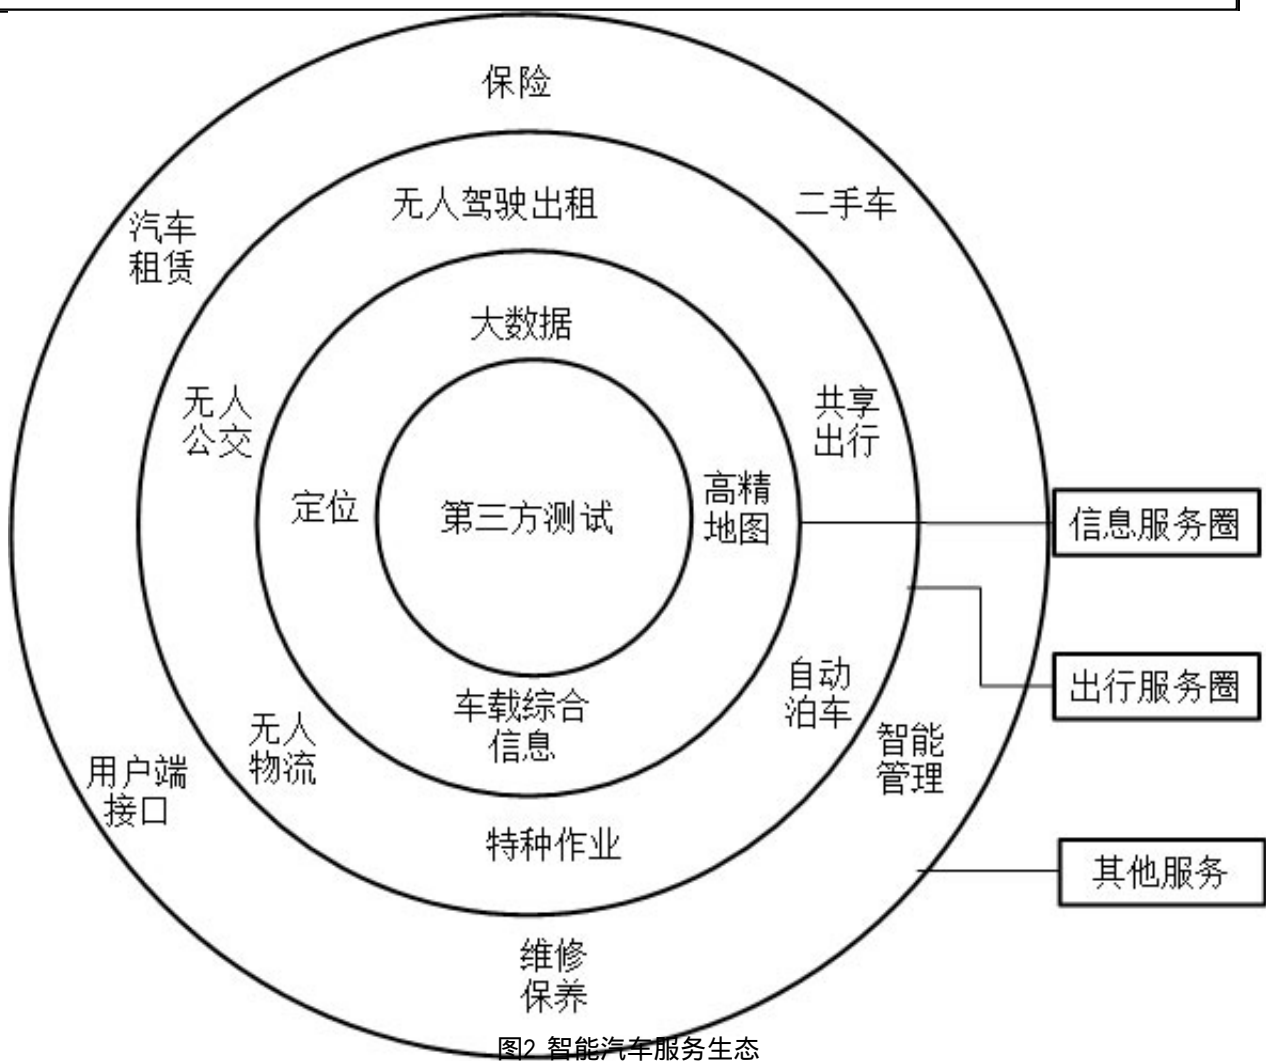 保险
无人驾驶出租
二手车
汽车
租赁
大数据
无人
公交
共享
出行
定位
第三方测试
高精
地图
信息服务圈
出行服务圈
自动
泊车
车载综合
信息
无人
物流
智能
管理
用户端
接口
特种作业
其他服务
维修
保养
图2 智能汽车服务生态